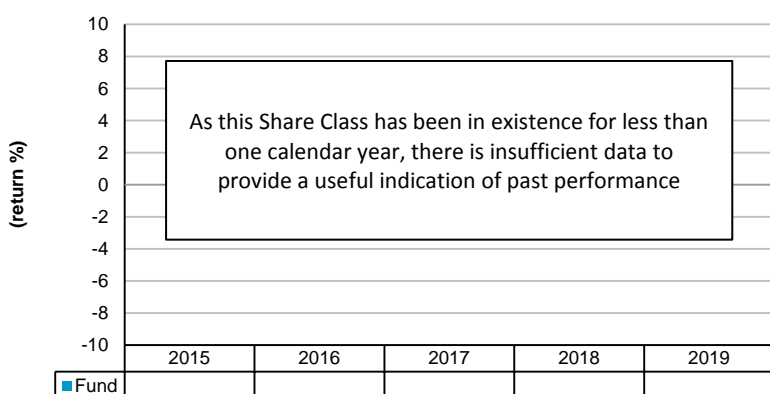 10
8
6
4
2
0
-2
-4
-6
-8
-10
(return %)
As this Share Class has been in existence for less than
one calendar year, there is insufficient data to
provide a useful indication of past performance
2015 2016 2017 2018 2019
Fund